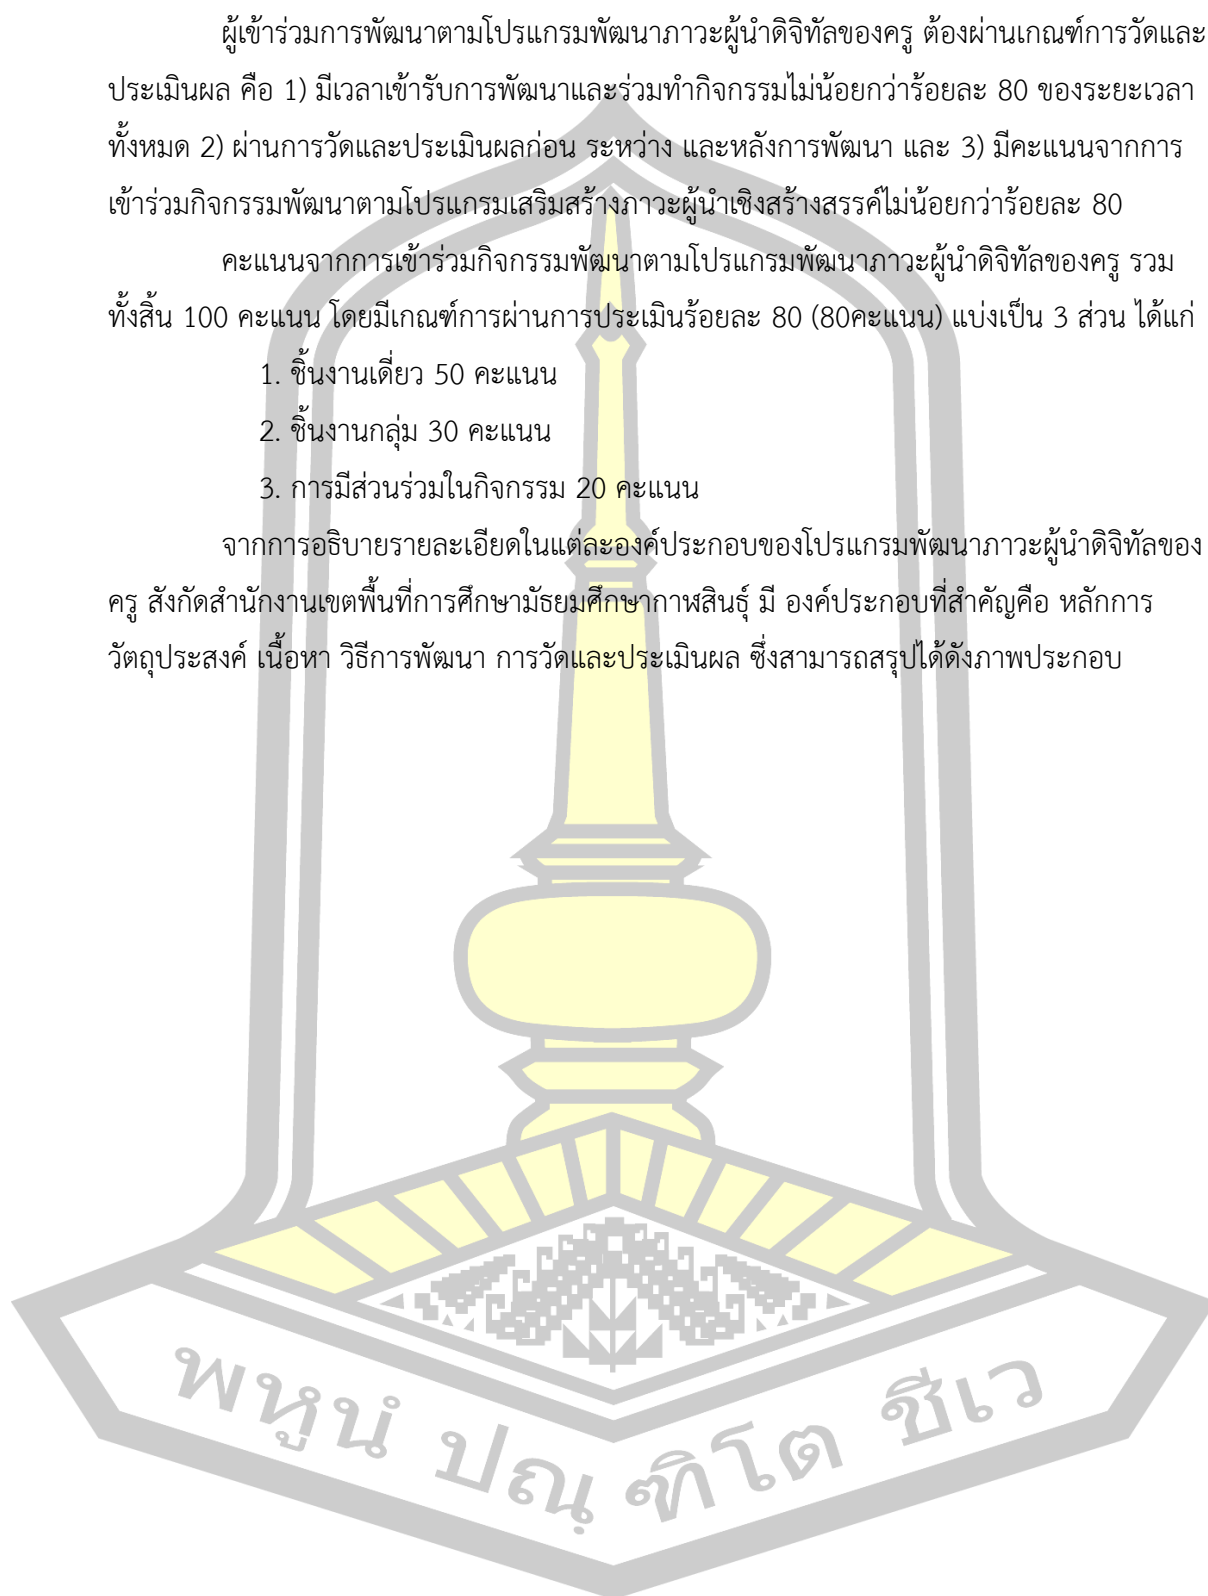 ผู้เข้าร่วมการพัฒนาตามโปรแกรมพัฒนาภาวะผู้นำดิจิทัลของครู ต้องผ่านเกณฑ์การวัดและ
ประเมินผล คือ 1) มีเวลาเข้ารับการพัฒนาและร่วมทำกิจกรรมไม่น้อยกว่าร้อยละ 80 ของระยะเวลา
ทั้งหมด 2) ผ่านการวัดและประเมินผลก่อน ระหว่าง และหลังการพัฒนา และ 3) มีคะแนนจากการ
เข้าร่วมกิจกรรมพัฒนาตามโปรแกรมเสริมสร้างภาวะผู้นำเชิงสร้างสรรค์ไม่น้อยกว่าร้อยละ 80
คะแนนจากการเข้าร่วมกิจกรรมพัฒนาตามโปรแกรมพัฒนาภาวะผู้นำดิจิทัลของครู รวม
ทั้งสิ้น 100 คะแนน โดยมีเกณฑ์การผ่านการประเมินร้อยละ 80 (80คะแนน) แบ่งเป็น 3 ส่วน ได้แก่
1. ชิ้นงานเดี่ยว 50 คะแนน
2. ชิ้นงานกลุ่ม 30 คะแนน
3. การมีส่วนร่วมในกิจกรรม 20 คะแนน
จากการอธิบายรายละเอียดในแต่ละองค์ประกอบของโปรแกรมพัฒนาภาวะผู้นำดิจิทัลของ
ครู สังกัดสำนักงานเขตพื้นที่การศึกษามัธยมศึกษากาฬสินธุ์ มี องค์ประกอบที่สำคัญคือ หลักการ
วัตถุประสงค์ เนื้อหา วิธีการพัฒนา การวัดและประเมินผล ซึ่งสามารถสรุปได้ดังภาพประกอบ
พหูนํ ปณฺฑิโต ชีเว